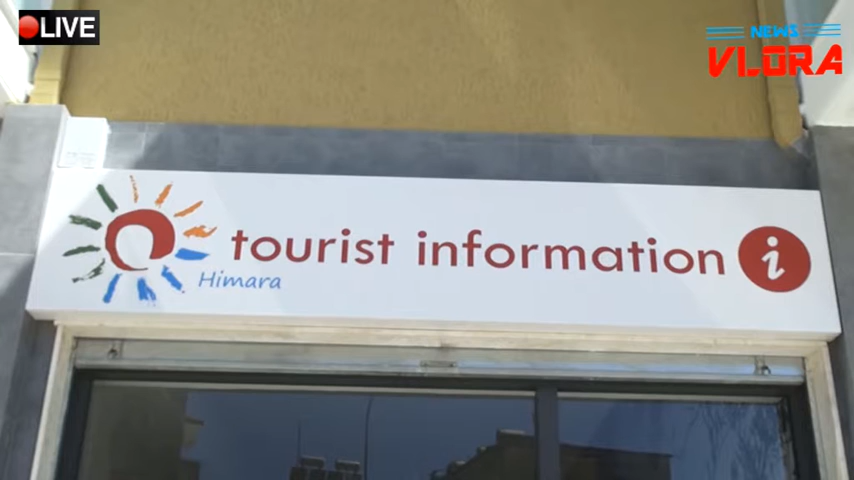 LIVE
NEWS
VLORA
tourist information i
Himara